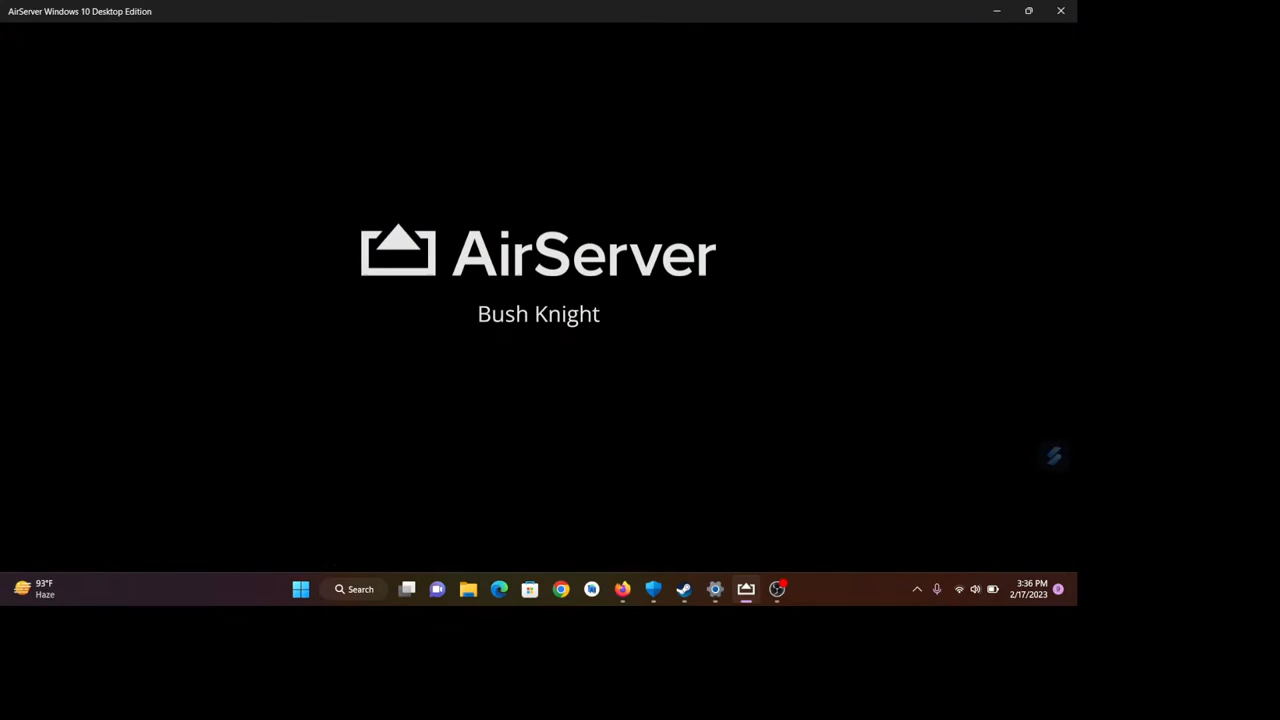 AirServer Windows 10 Desktop Edition
AirServer
Bush Knight
93°F
Haze
Search
3:36 PM
2/17/2023